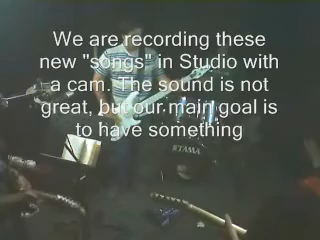 We are recording these
new "songs" in Studio with
a cam. The sound is not
great, but our main goal is
to have something
TAMA